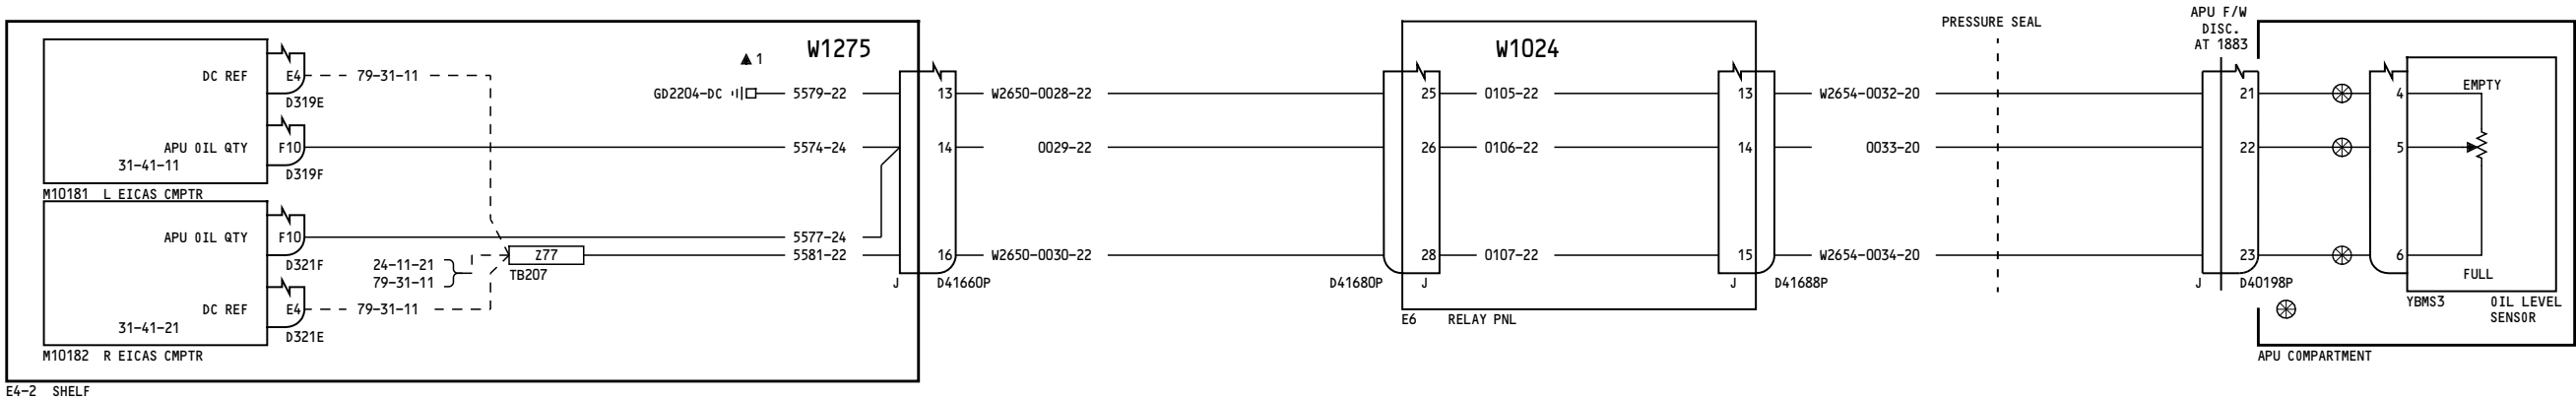 W1275
▲ 1
DC REF E4 79-31-11
D319E
GD2204-DC 5579-22 13 W2650-0028-22
APU OIL QTY F10 5574-24 14 0029-22
31-41-11
D319F
M10181 L EICAS CMPTR
APU OIL QTY F10 5577-24
D321F
24-11-21
79-31-11
Z77 5581-22 16 W2650-0030-22
TB207
J D41660P
DC REF E4 79-31-11
31-41-21
D321E
M10182 R EICAS CMPTR
E4-2 SHELF
W1024
25 0105-22 13 W2654-0032-20
26 0106-22 14 0033-20
28 0107-22 15 W2654-0034-20
D41680P J J D41688P
E6 RELAY PNL
PRESSURE SEAL
APU F/W
DISC.
AT 1883
21 4 EMPTY
22 5
23 6
FULL
J D40198P
YBMS3 OIL LEVEL
SENSOR
APU COMPARTMENT